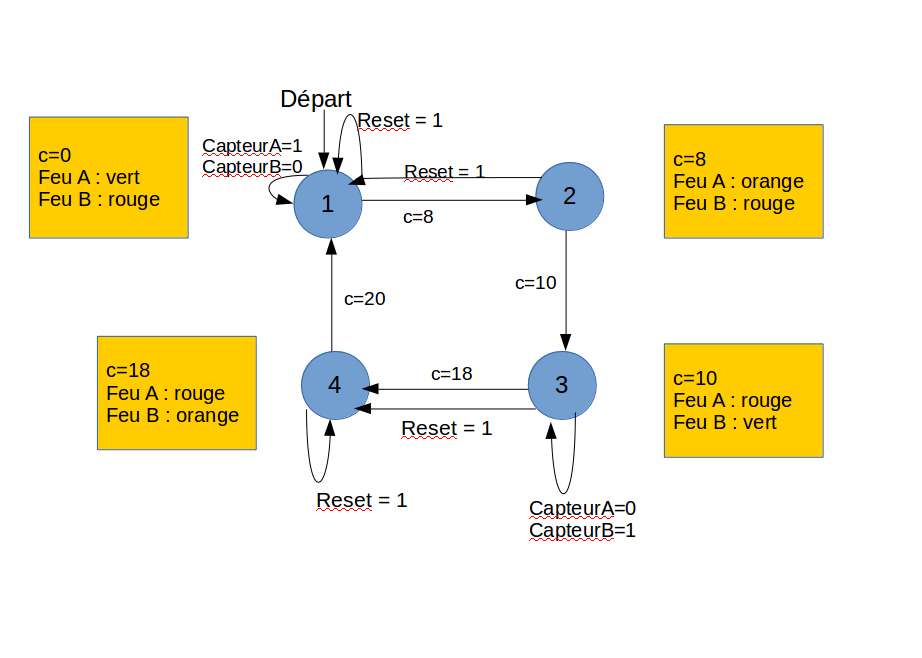 Départ
Reset = 1
c=0
Feu A : vert
Feu B : rouge
CapteurA=1
CapteurB=0
Reset = 1
c=8
Feu A : orange
Feu B : rouge
1
2
c=8
c=10
c=20
c=18
Feu A : rouge
Feu B : orange
4
c=18
3
c=10
Feu A : rouge
Feu B : vert
Reset = 1
Reset = 1
CapteurA=0
CapteurB=1